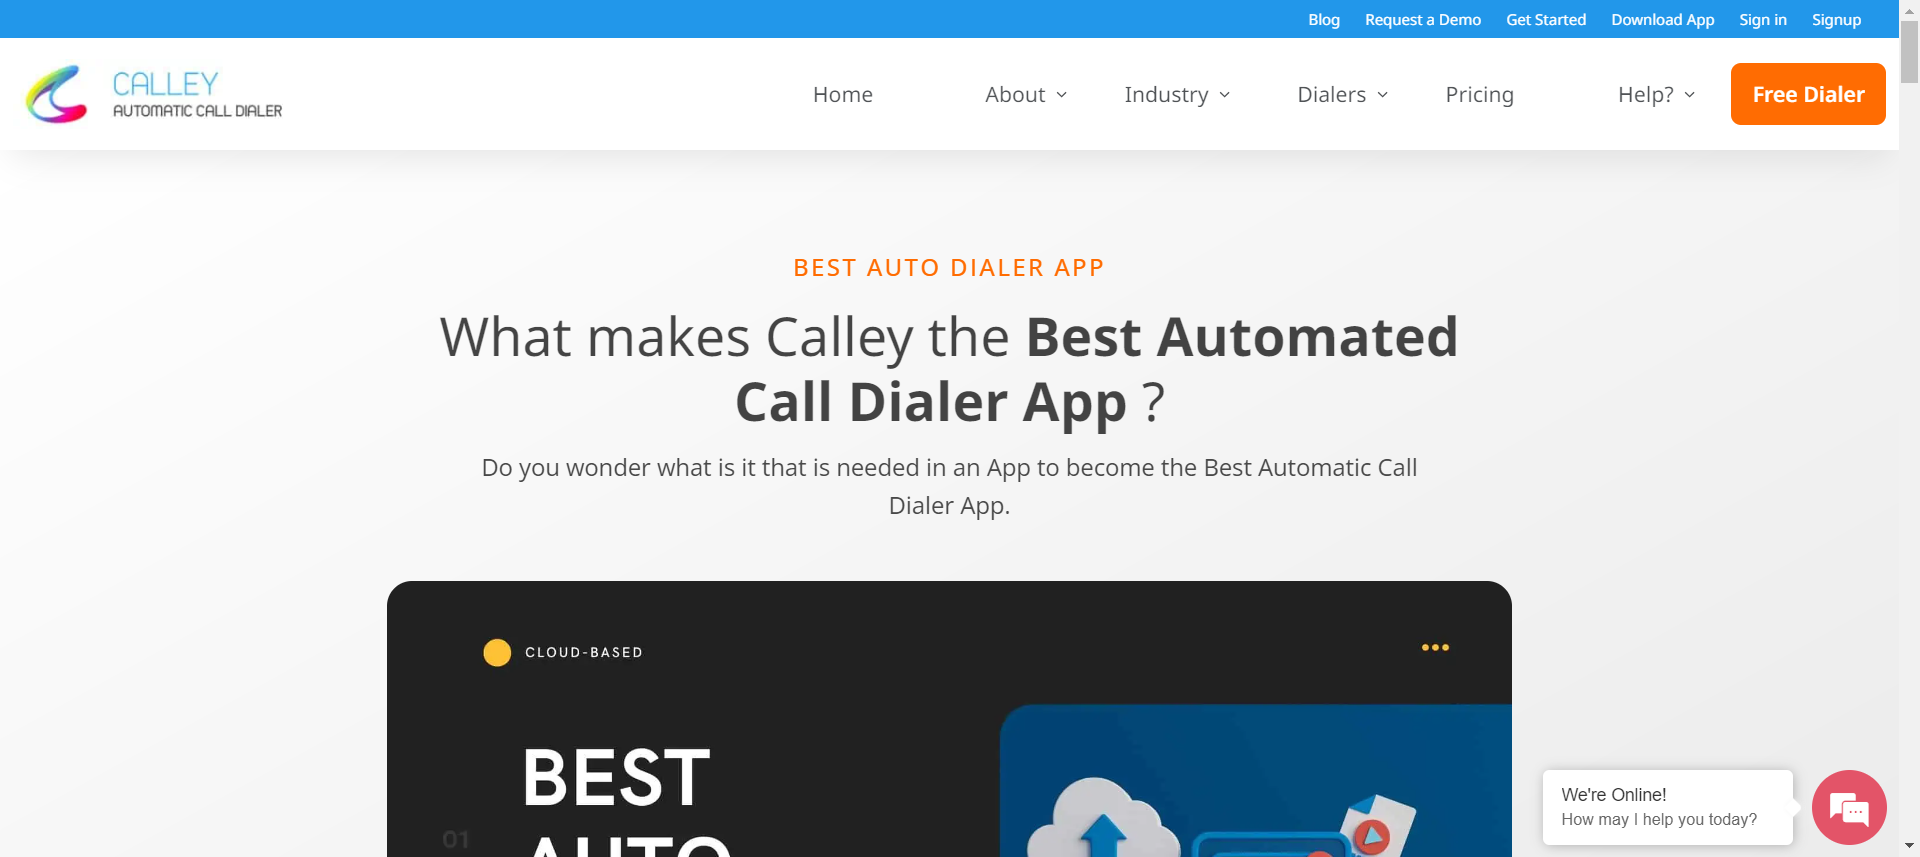 Blog Request a Demo Get Started Download App Sign in Signup
CALLEY
AUTOMATIC CALL DIALER
Home About Industry Dialers Pricing Help? Free Dialer
BEST AUTO DIALER APP
What makes Calley the Best Automated
Call Dialer App ?
Do you wonder what is it that is needed in an App to become the Best Automatic Call
Dialer App.
CLOUD-BASED
BEST
01
AUTO
We're Online!
How may I help you today?